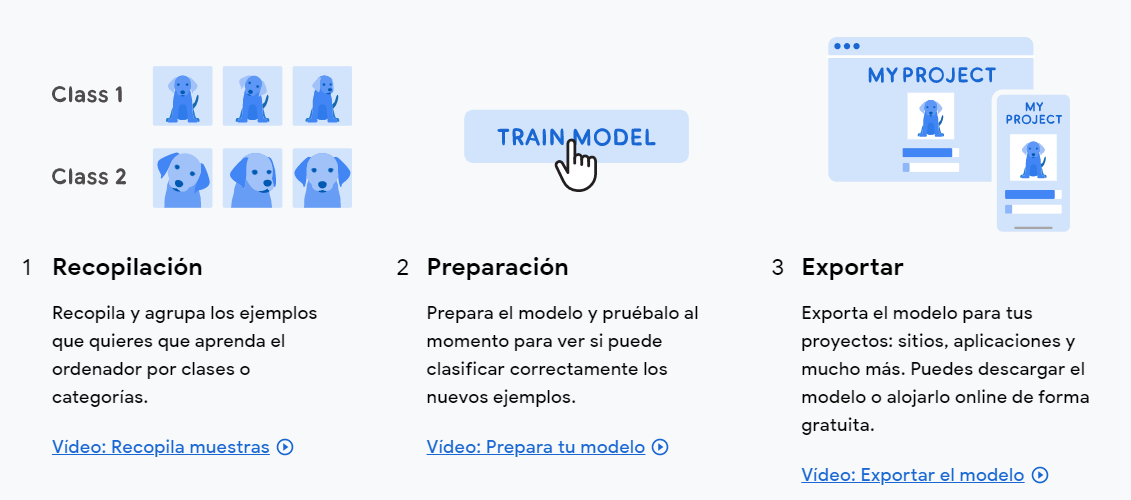 Class 1
Class 2
TRAIN MODEL
MY PROJECT
MY
PROJECT
1 Recopilación
Recopila y agrupa los ejemplos
que quieres que aprenda el
ordenador por clases o
categorías.
Vídeo: Recopila muestras
2 Preparación
Prepara el modelo y pruébalo al
momento para ver si puede
clasificar correctamente los
nuevos ejemplos.
Vídeo: Prepara tu modelo
3 Exportar
Exporta el modelo para tus
proyectos: sitios, aplicaciones y
mucho más. Puedes descargar el
modelo o alojarlo online de forma
gratuita.
Vídeo: Exportar el modelo